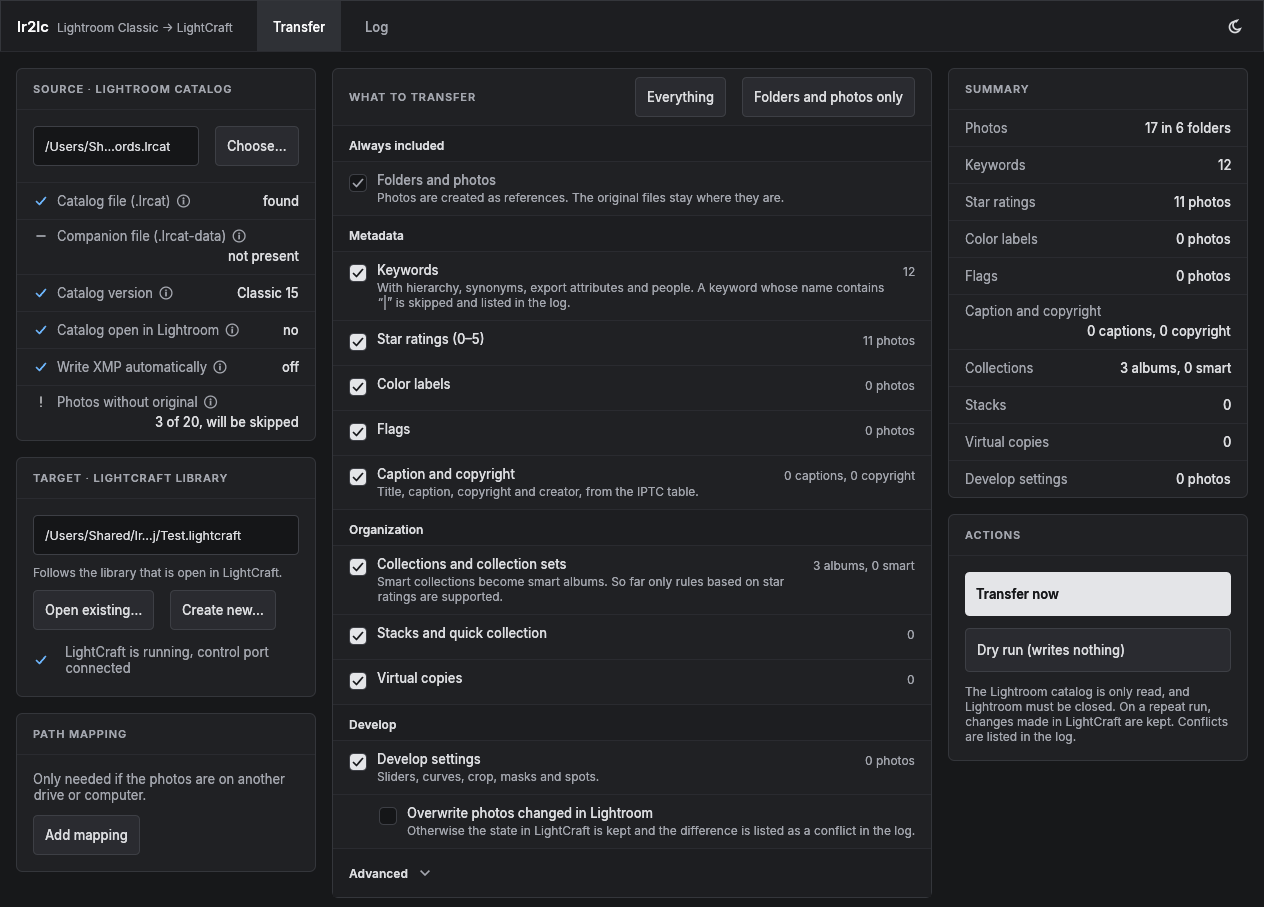 lr2lc Lightroom Classic → LightCraft Transfer Log
SOURCE · LIGHTROOM CATALOG
/Users/Sh...ords.lrcat Choose...
Catalog file (.lrcat) found
Companion file (.lrcat-data)
not present
Catalog version Classic 15
Catalog open in Lightroom no
Write XMP automatically off
Photos without original
3 of 20, will be skipped
TARGET · LIGHTCRAFT LIBRARY
/Users/Shared/lr...j/Test.lightcraft
Follows the library that is open in LightCraft.
Open existing... Create new...
LightCraft is running, control port
connected
PATH MAPPING
Only needed if the photos are on another
drive or computer.
Add mapping
WHAT TO TRANSFER Everything Folders and photos only
Always included
Folders and photos
Photos are created as references. The original files stay where they are.
Metadata
Keywords 12
With hierarchy, synonyms, export attributes and people. A keyword whose name contains
“|” is skipped and listed in the log.
Star ratings (0–5) 11 photos
Color labels 0 photos
Flags 0 photos
Caption and copyright 0 captions, 0 copyright
Title, caption, copyright and creator, from the IPTC table.
Organization
Collections and collection sets 3 albums, 0 smart
Smart collections become smart albums. So far only rules based on star
ratings are supported.
Stacks and quick collection 0
Virtual copies 0
Develop
Develop settings 0 photos
Sliders, curves, crop, masks and spots.
Overwrite photos changed in Lightroom
Otherwise the state in LightCraft is kept and the difference is listed as a conflict in the log.
Advanced
SUMMARY
Photos 17 in 6 folders
Keywords 12
Star ratings 11 photos
Color labels 0 photos
Flags 0 photos
Caption and copyright
0 captions, 0 copyright
Collections 3 albums, 0 smart
Stacks 0
Virtual copies 0
Develop settings 0 photos
ACTIONS
Transfer now
Dry run (writes nothing)
The Lightroom catalog is only read, and
Lightroom must be closed. On a repeat run,
changes made in LightCraft are kept. Conflicts
are listed in the log.